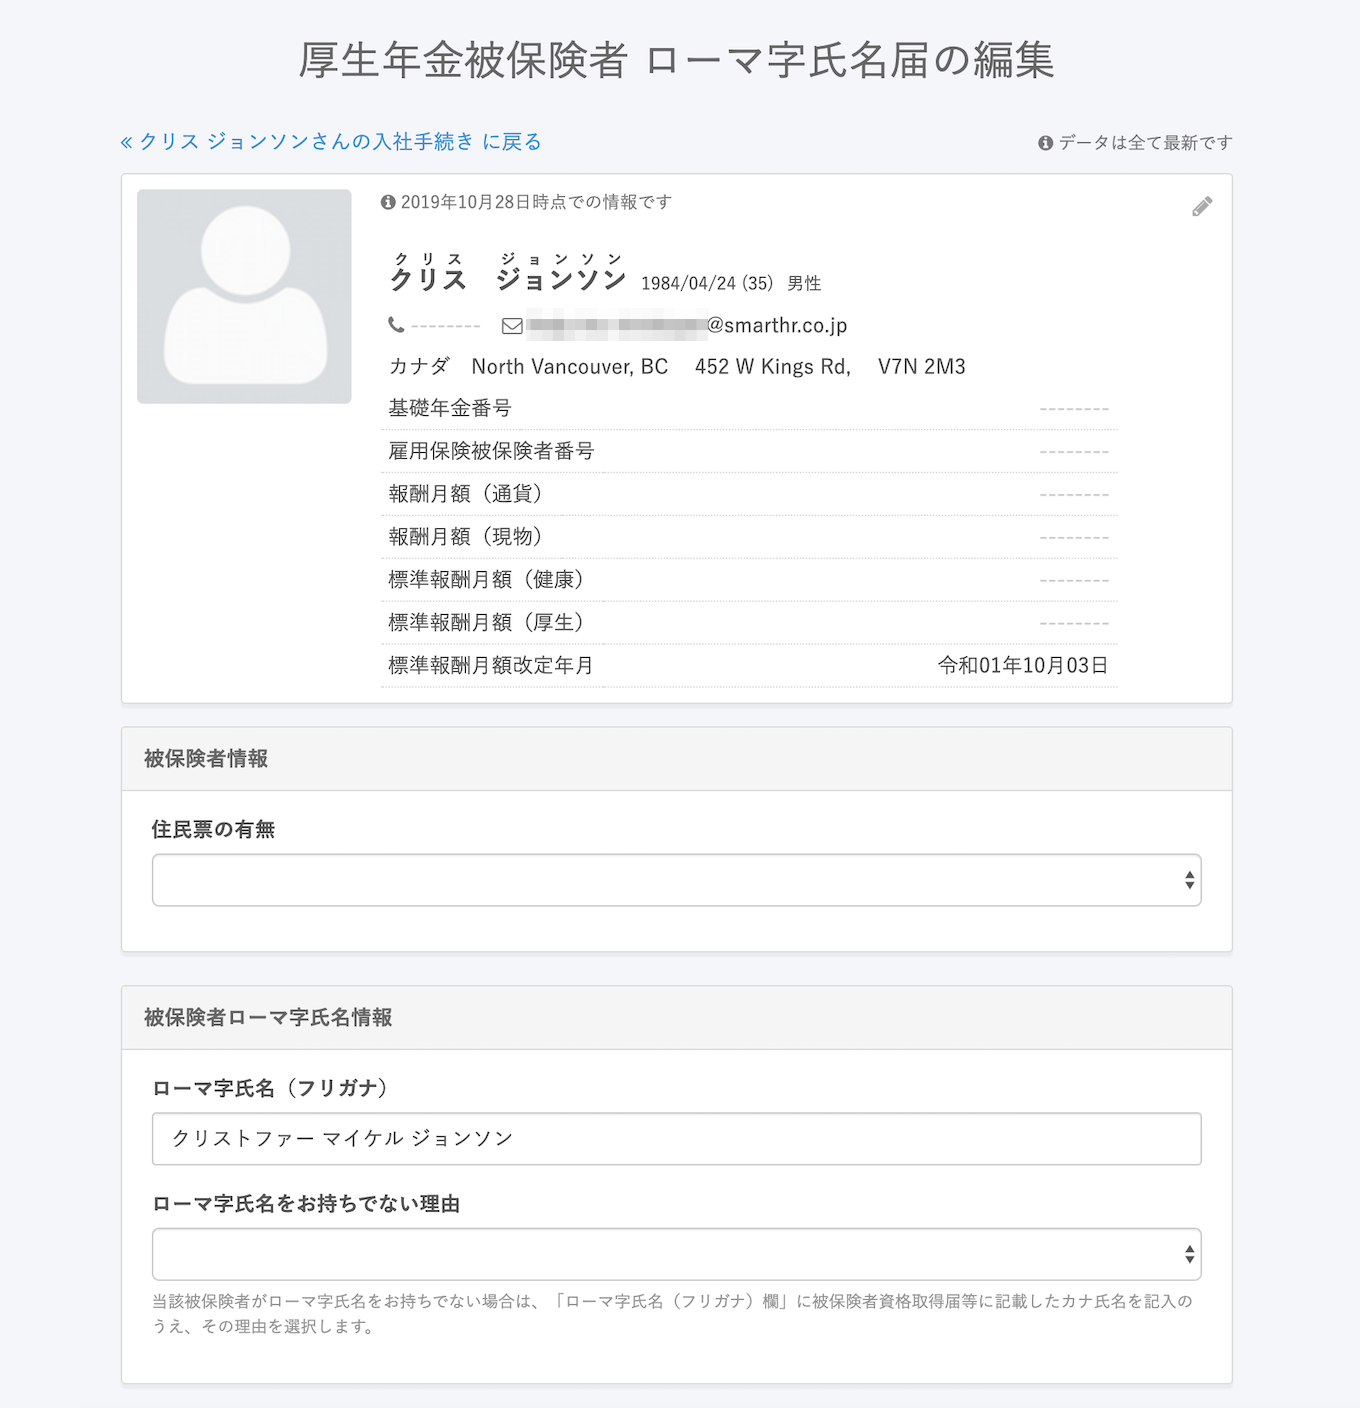 厚生年金被保険者 ローマ字氏名届の編集
« クリス ジョンソンさんの入社手続き に戻る
データは全て最新です
2019年10月28日時点での情報です
クリス ジョンソン
クリス ジョンソン 1984/04/24 (35) 男性
-------- @smarthr.co.jp
カナダ North Vancouver, BC 452 W Kings Rd, V7N 2M3
基礎年金番号 --------
雇用保険被保険者番号 --------
報酬月額（通貨） --------
報酬月額（現物） --------
標準報酬月額（健康） --------
標準報酬月額（厚生） --------
標準報酬月額改定年月 令和01年10月03日
被保険者情報
住民票の有無
被保険者ローマ字氏名情報
ローマ字氏名（フリガナ）
クリストファー マイケル ジョンソン
ローマ字氏名をお持ちでない理由
当該被保険者がローマ字氏名をお持ちでない場合は、「ローマ字氏名（フリガナ）欄」に被保険者資格取得届等に記載したカナ氏名を記入の
うえ、その理由を選択します。